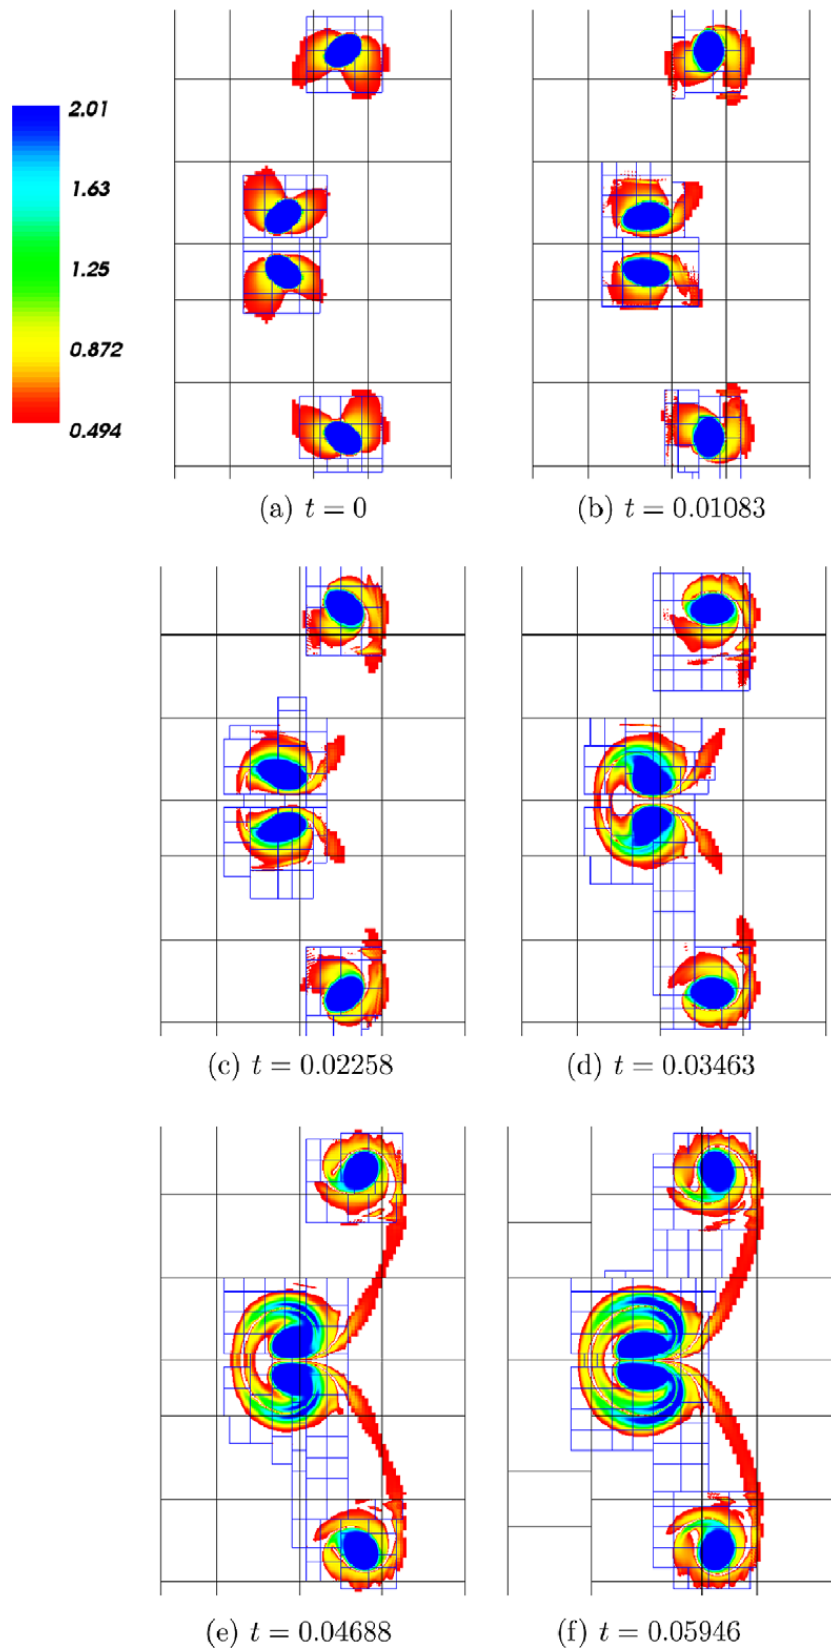 2.01
1.63
1.25
0.872
0.494
(a) t = 0
(b) t = 0.01083
(c) t = 0.02258
(d) t = 0.03463
(e) t = 0.04688
(f) t = 0.05946